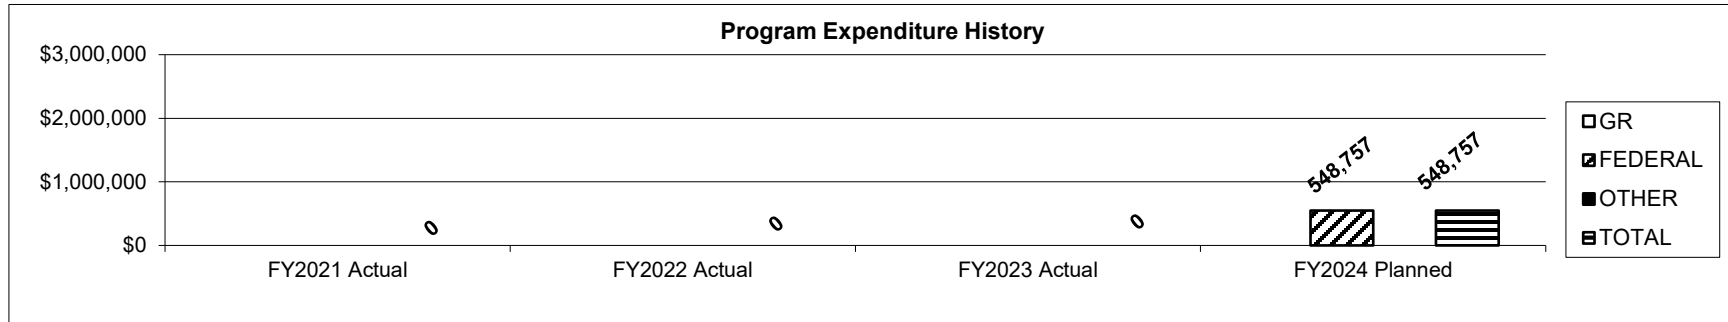 Program Expenditure History
$3,000,000
$2,000,000
$1,000,000
$0
0
0
0
548,757
548,757
FY2021 Actual
FY2022 Actual
FY2023 Actual
FY2024 Planned
GR
FEDERAL
OTHER
TOTAL